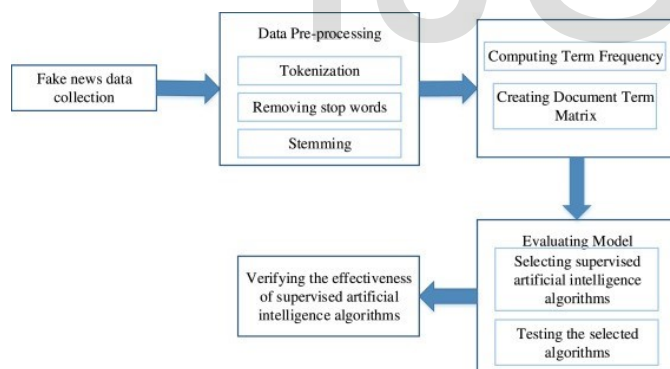 Fake news data
collection
Data Pre-processing
Tokenization
Removing stop words
Stemming
Computing Term Frequency
Creating Document Term
Matrix
Evaluating Model
Selecting supervised
artificial intelligence
algorithms
Testing the selected
algorithms
Verifying the effectiveness
of supervised artificial
intelligence algorithms